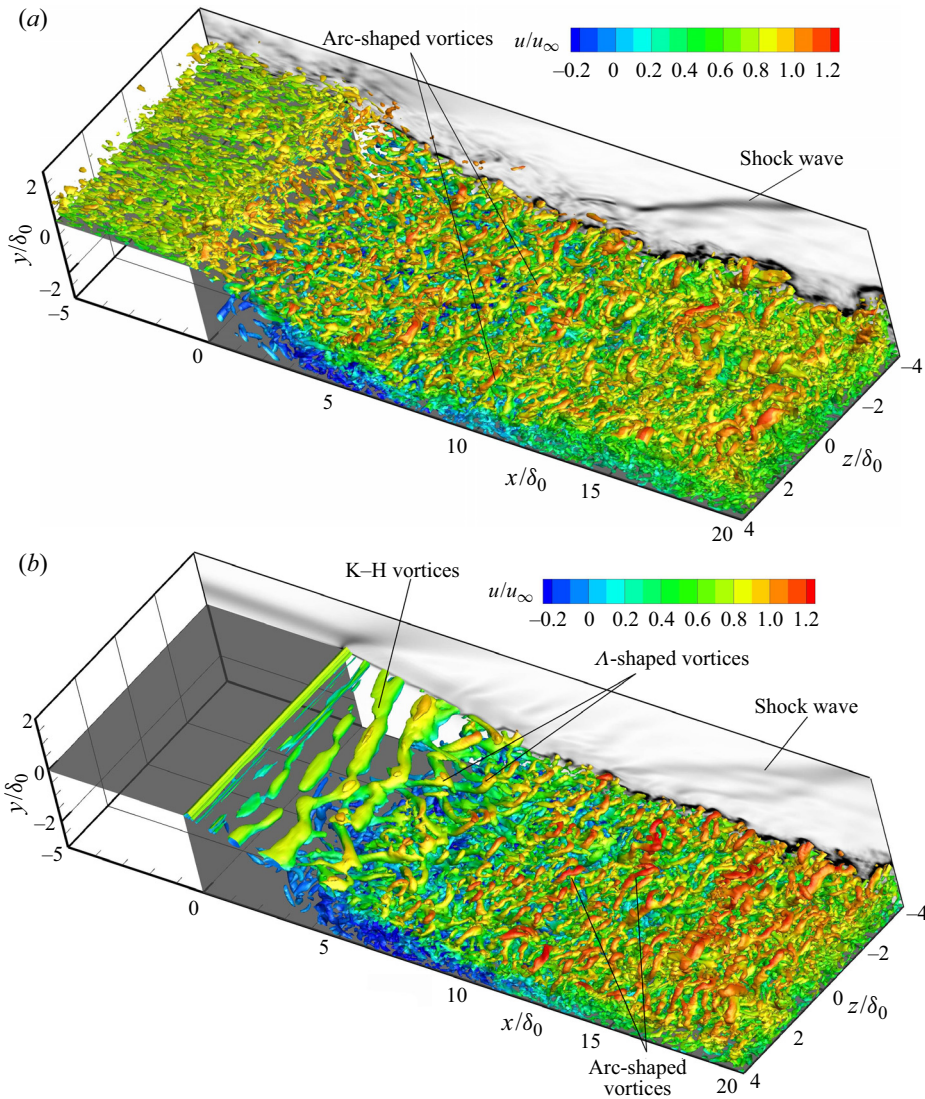 (a)
Arc-shaped vortices
u/u∞
–0.2 0 0.2 0.4 0.6 0.8 1.0 1.2
Shock wave
2
0
–2
y/δ0
–5
0
5
10
15
20
x/δ0
–4
–2
0
2
4
z/δ0
(b)
K–H vortices
u/u∞
–0.2 0 0.2 0.4 0.6 0.8 1.0 1.2
Λ-shaped vortices
Shock wave
2
0
–2
y/δ0
–5
0
5
10
15
20
x/δ0
–4
–2
0
2
4
z/δ0
Arc-shaped
vortices